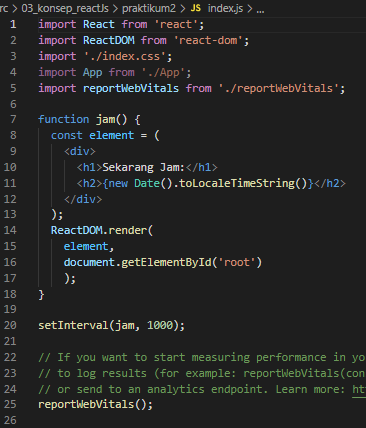 rc > 03_konsep_reactJs > praktikum2 > JS index.js > ...
1 import React from 'react';
2 import ReactDOM from 'react-dom';
3 import './index.css';
4 import App from './App';
5 import reportWebVitals from './reportWebVitals';
6
7 function jam() {
8 const element = (
9 <div>
10 <h1>Sekarang Jam:</h1>
11 <h2>{new Date().toLocaleTimeString()}</h2>
12 </div>
13 );
14 ReactDOM.render(
15 element,
16 document.getElementById('root')
17 );
18 }
19
20 setInterval(jam, 1000);
21
22 // If you want to start measuring performance in yo
23 // to log results (for example: reportWebVitals(con
24 // or send to an analytics endpoint. Learn more: ht
25 reportWebVitals();
26